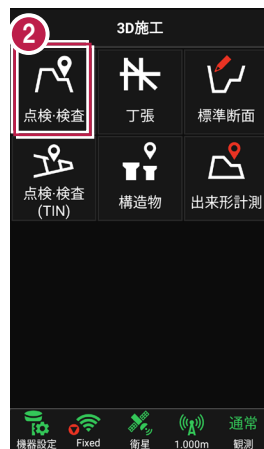 2
3D施工
点検・検査
丁張
標準断面
点検・検査
(TIN)
構造物
出来形計測
通常
機器設定
Fixed
衛星
1.000m
観測